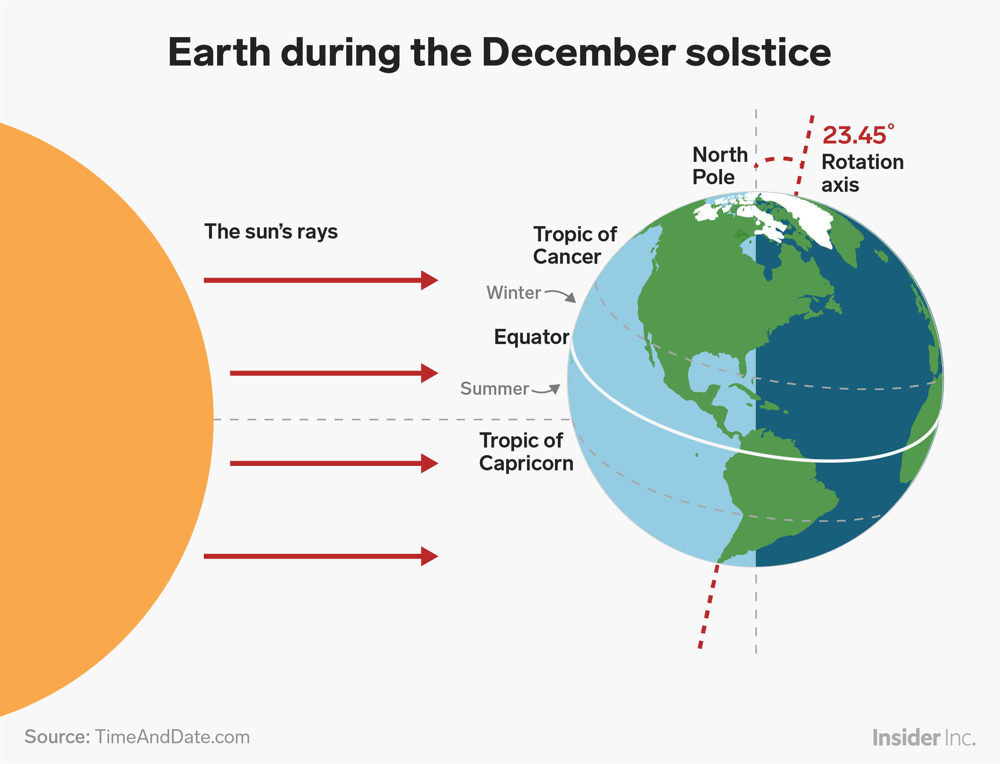 Earth during the December solstice
23.45°
Rotation
axis
North
Pole
The sun's rays
Tropic of
Cancer
Winter
Equator
Summer
Tropic of
Capricorn
Source: TimeAndDate.com
Insider Inc.